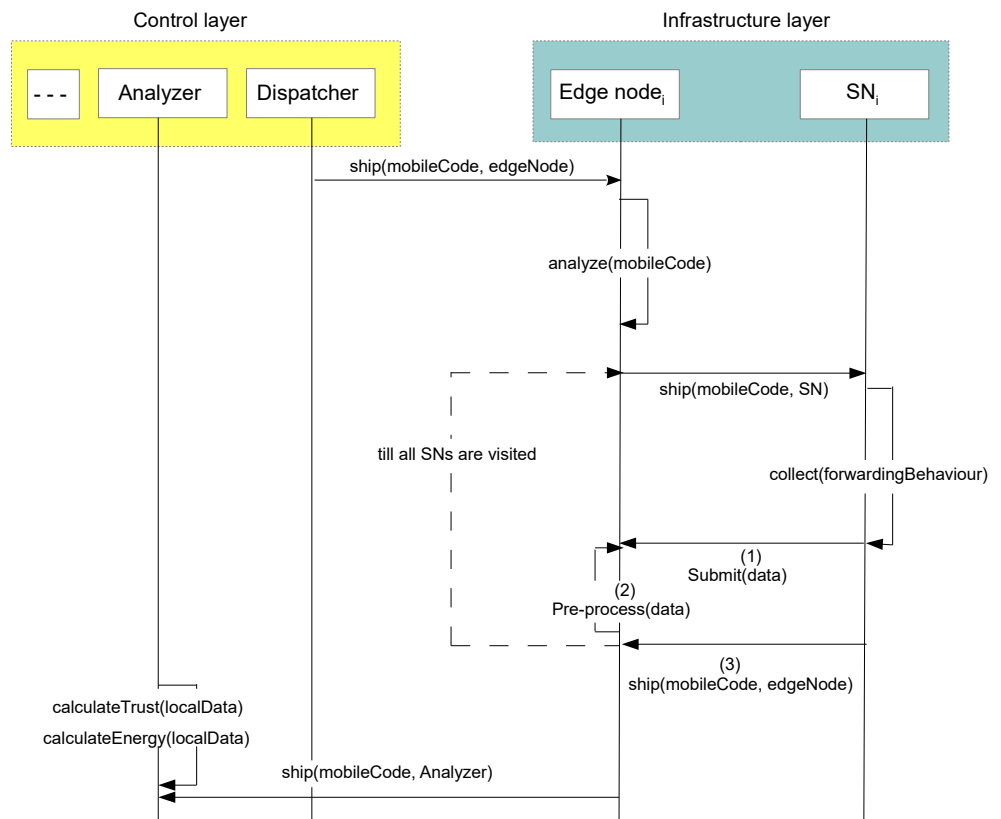 Control layer
Infrastructure layer
- - -
Analyzer
Dispatcher
Edge nodei
SNi
ship(mobileCode, edgeNode)
analyze(mobileCode)
ship(mobileCode, SN)
till all SNs are visited
collect(forwardingBehaviour)
(1)
Submit(data)
(2)
Pre-process(data)
(3)
ship(mobileCode, edgeNode)
calculateTrust(localData)
calculateEnergy(localData)
ship(mobileCode, Analyzer)